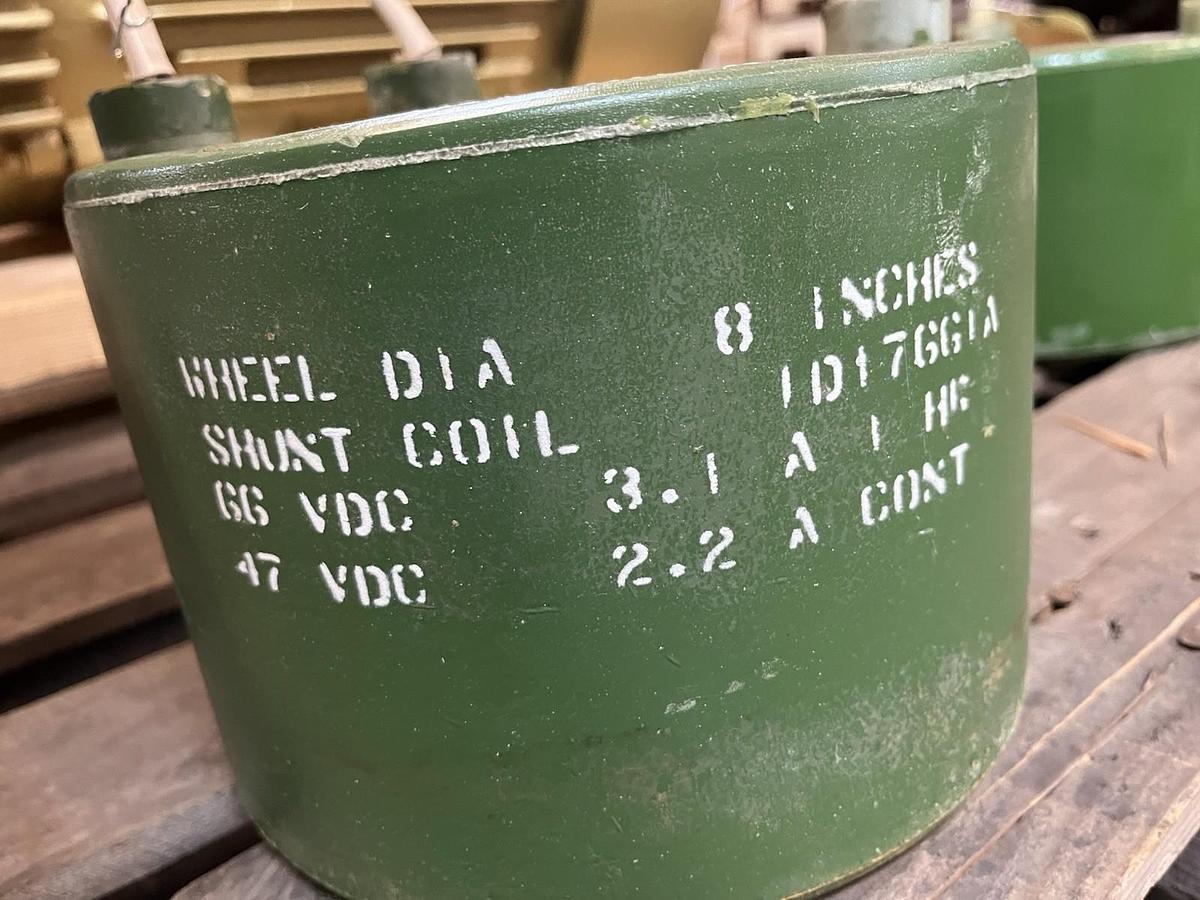 WHEEL DIA 8 INCHES
SHUNT COIL 1D17661A
66 VDC 3.1 A 1 HR
47 VDC 2.2 A CONT